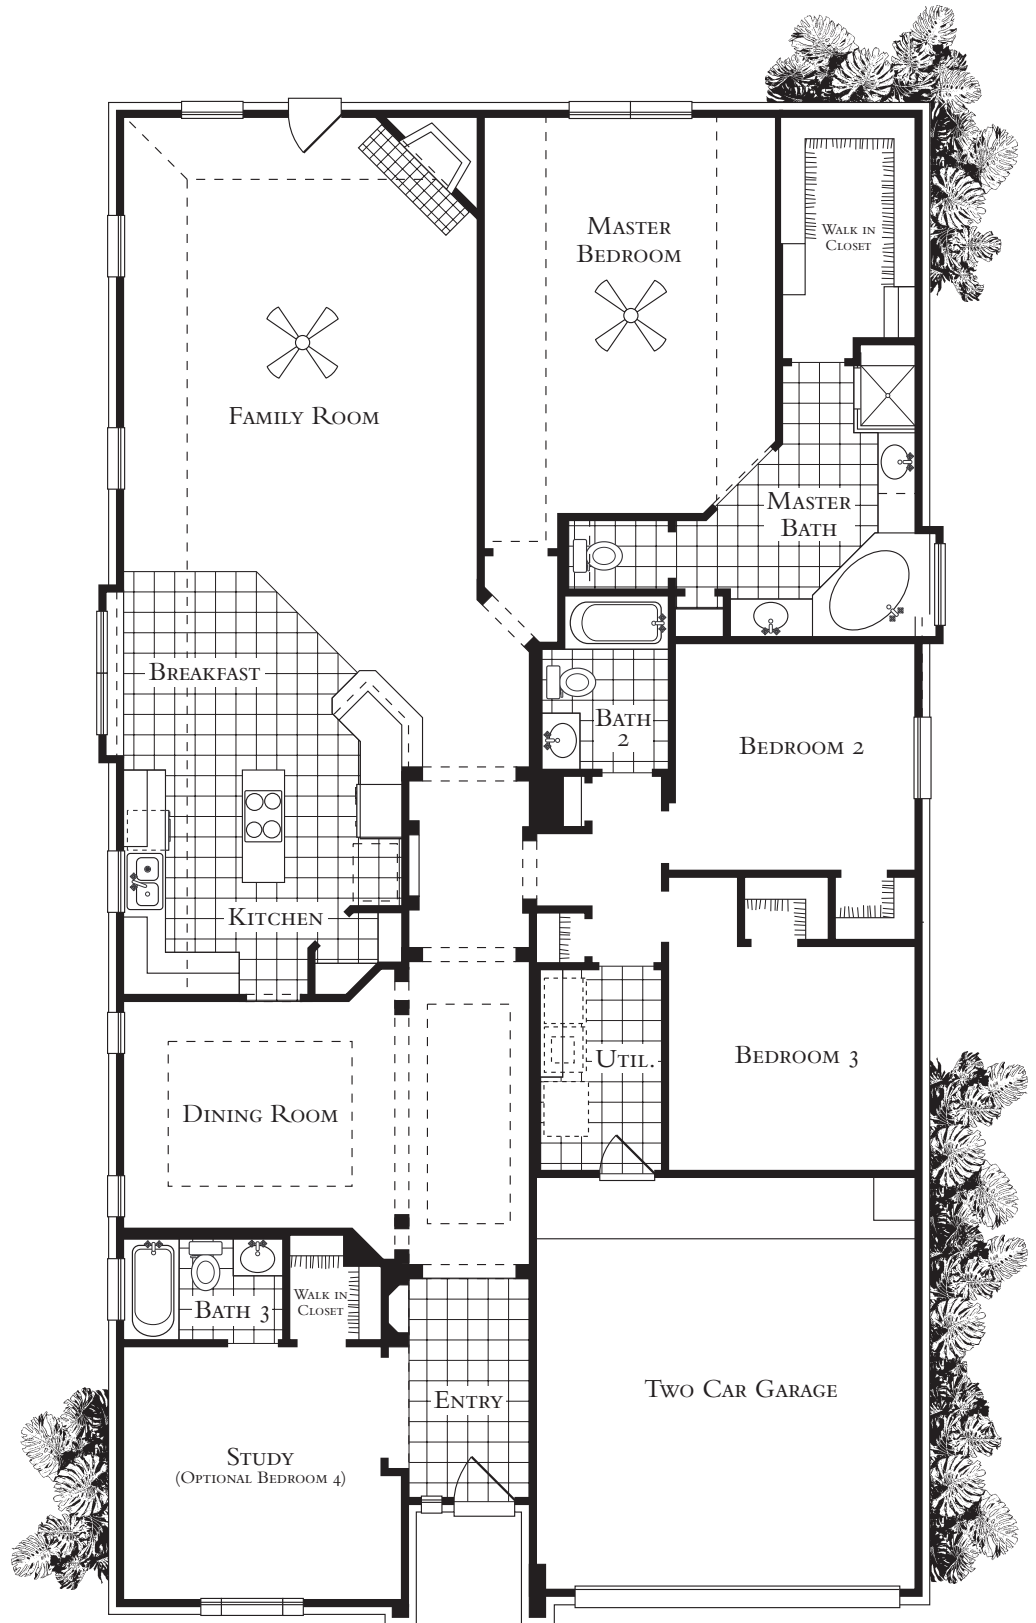 Master
Bedroom
Walk in
Closet
Family Room
Master
Bath
Breakfast
Bath
2
Bedroom 2
Kitchen
Util.
Bedroom 3
Dining Room
Walk in
Closet
Bath 3
Entry
Two Car Garage
Study
(Optional Bedroom 4)